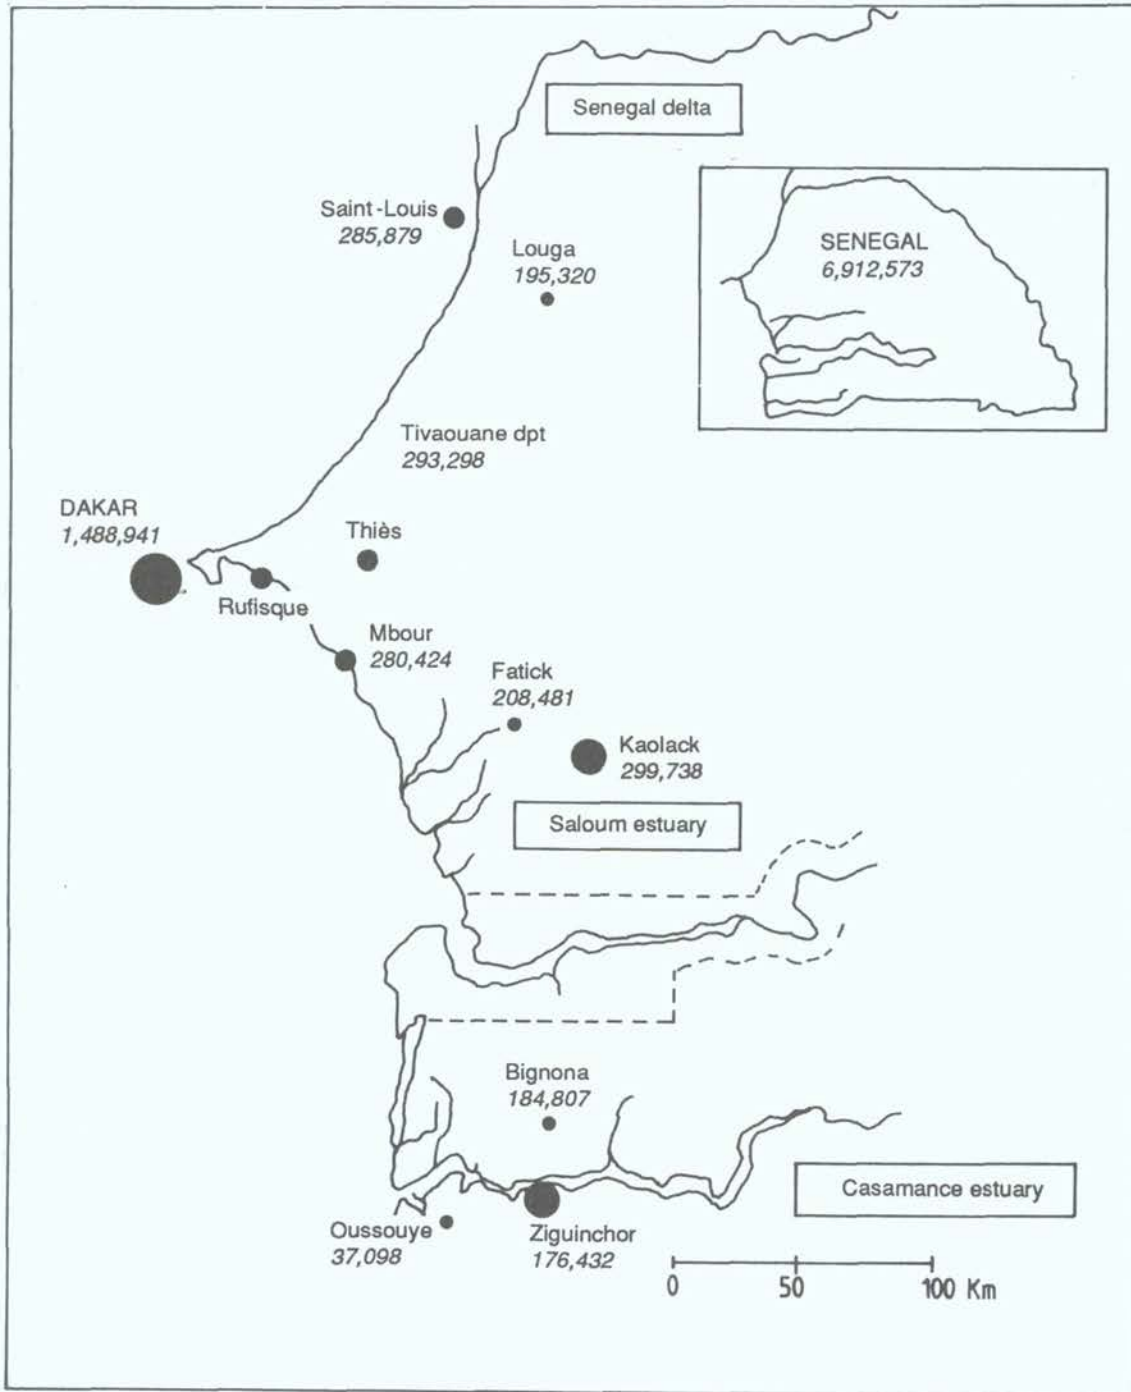 Senegal delta
Saint-Louis
285,879
Louga
195,320
SENEGAL
6,912,573
Tivaouane dpt
293,298
DAKAR
1,488,941
Thiès
Rufisque
Mbour
280,424
Fatick
208,481
Kaolack
299,738
Saloum estuary
Bignona
184,807
Casamance estuary
Oussouye
37,098
Ziguinchor
176,432
0 50 100 Km